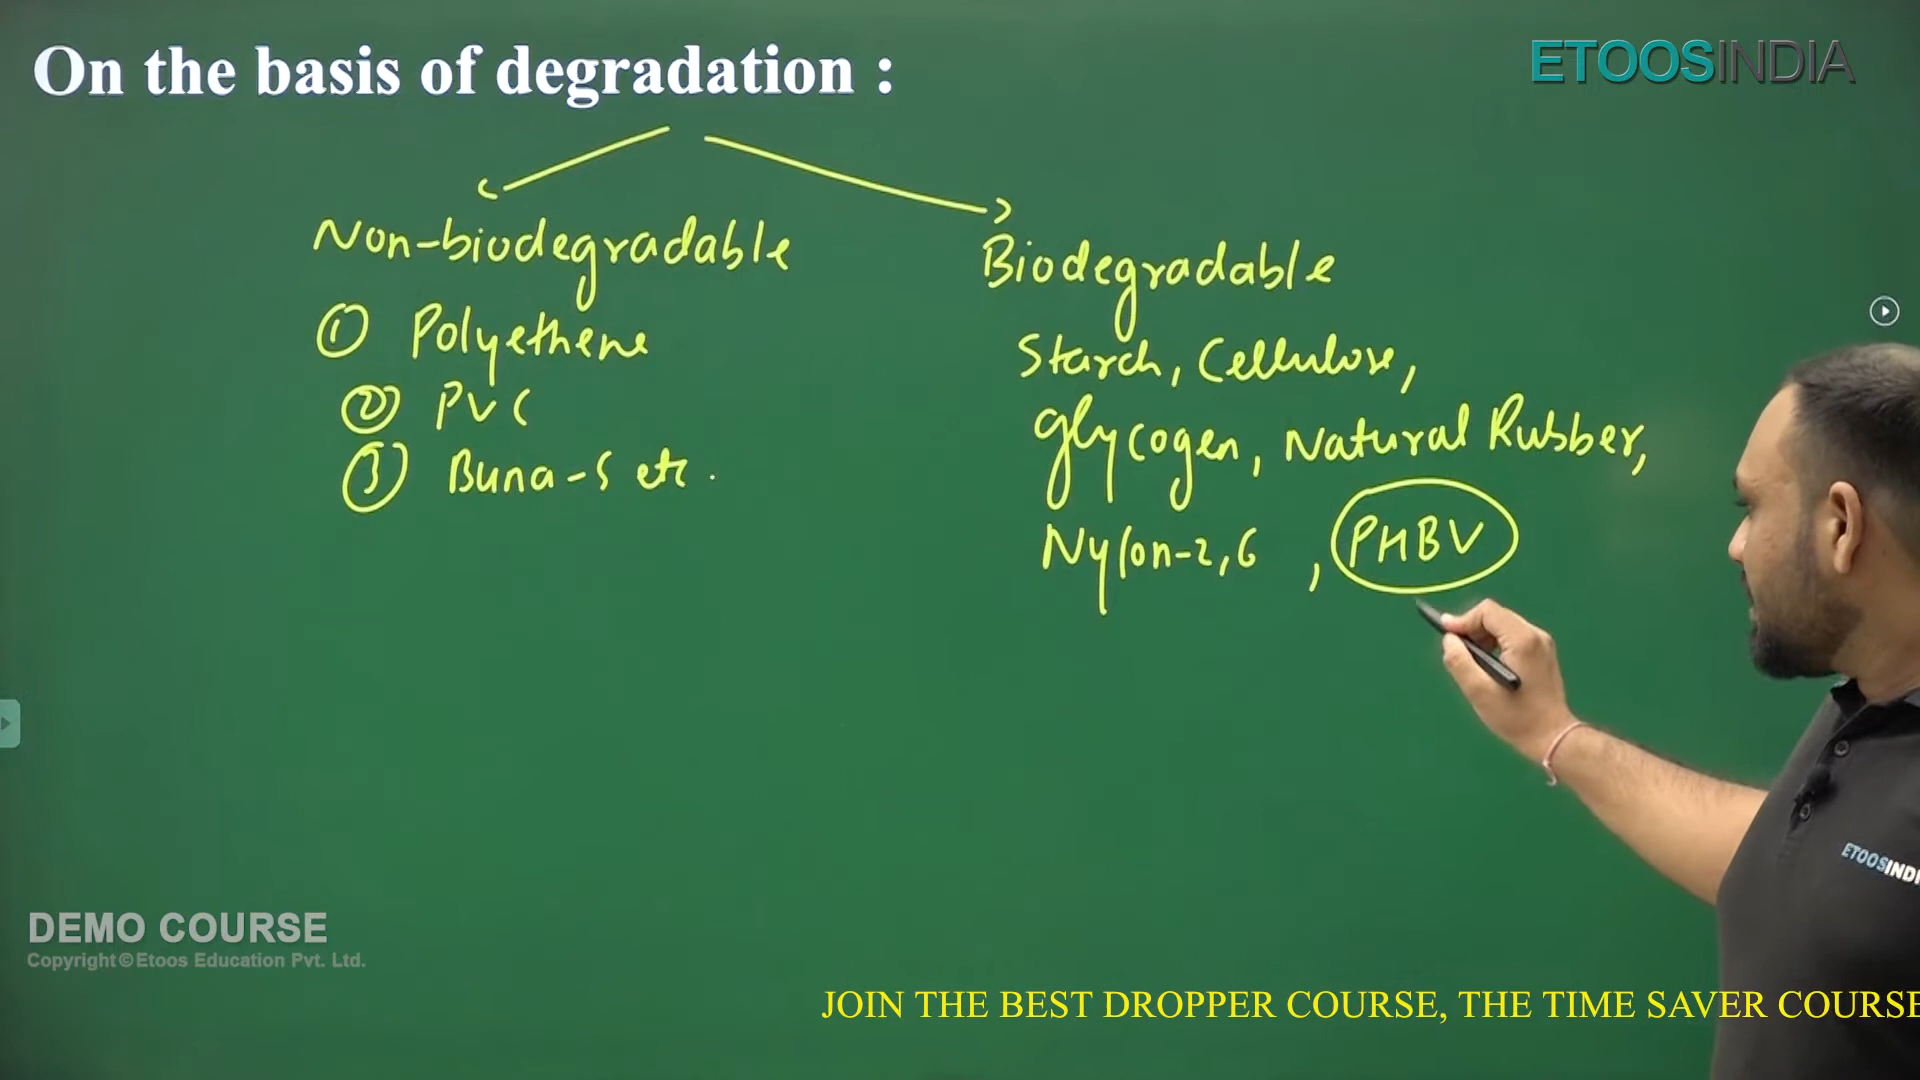 On the basis of degradation :
ETOOSINDIA
Non-biodegradable
① Polyethene
② PVC
③ Buna-S etc.
Biodegradable
Starch, Cellulose,
glycogen, Natural Rubber,
Nylon-2,6 , PHBV
ETOOSINDI
DEMO COURSE
Copyright © Etoos Education Pvt. Ltd.
JOIN THE BEST DROPPER COURSE, THE TIME SAVER COURSE